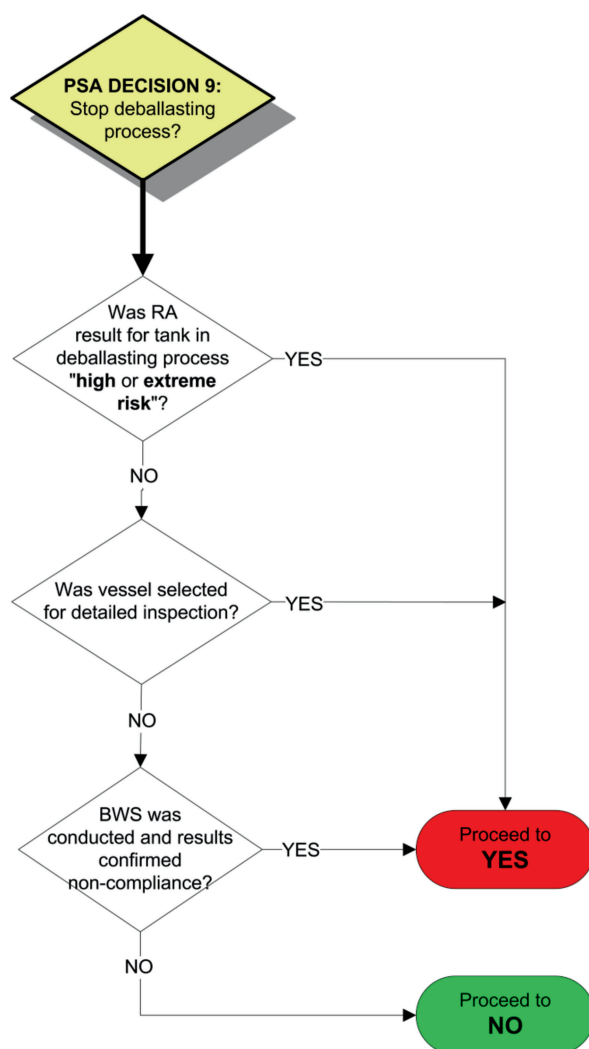 PSA DECISION 9:
Stop deballasting
process?
Was RA
result for tank in
deballasting process
"high or extreme
risk"?
YES
NO
Was vessel selected
for detailed inspection?
YES
NO
BWS was
conducted and results
confirmed
non-compliance?
YES
Proceed to
YES
NO
Proceed to
NO